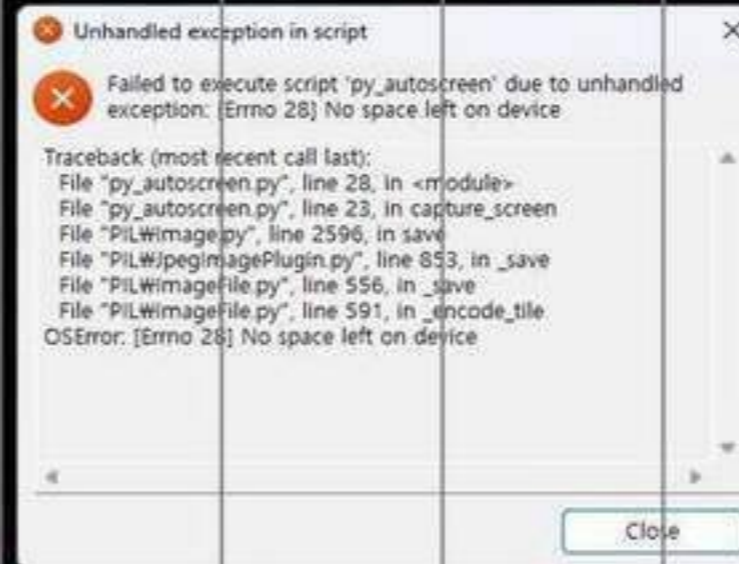 Unhandled exception in script
Failed to execute script 'py_autoscreen' due to unhandled
exception: [Errno 28] No space left on device
Traceback (most recent call last):
File "py_autoscreen.py", line 28, in <module>
File "py_autoscreen.py", line 23, in capture_screen
File "PIL₩Image.py", line 2596, in save
File "PIL₩JpegImagePlugin.py", line 853, in _save
File "PIL₩ImageFile.py", line 556, in _save
File "PIL₩ImageFile.py", line 591, in _encode_tile
OSError: [Errno 28] No space left on device
Close